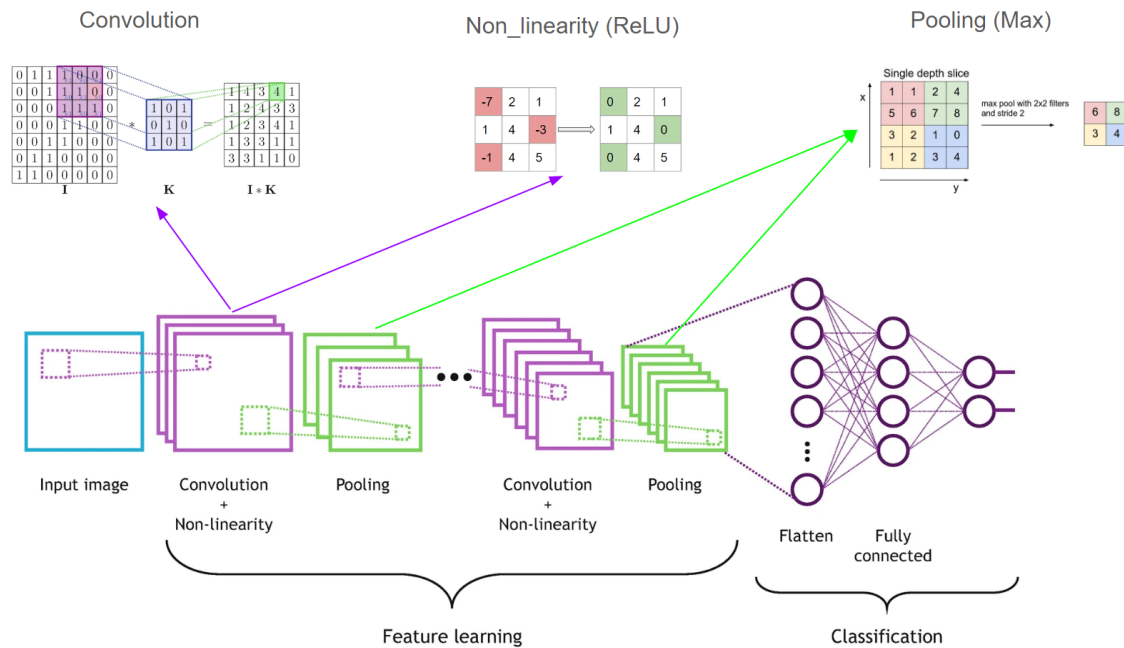 Convolution
Non_linearity (ReLU)
Pooling (Max)
0 1 1 1 0 0 0
0 0 1 1 1 0 0
0 0 0 1 1 1 0
0 0 0 1 1 0 0
0 0 1 1 0 0 0
0 1 1 0 0 0 0
1 1 0 0 0 0 0
I
*
1 0 1
0 1 0
1 0 1
K
=
1 4 3 4 1
1 2 4 3 3
1 2 3 4 1
1 3 3 1 1
3 3 1 1 0
I * K
-7 2 1
1 4 -3
-1 4 5
0 2 1
1 4 0
0 4 5
Single depth slice
x
1 1 2 4
5 6 7 8
3 2 1 0
1 2 3 4
y
max pool with 2x2 filters
and stride 2
6 8
3 4
Input image
Convolution
+
Non-linearity
Pooling
Convolution
+
Non-linearity
Pooling
Flatten
Fully
connected
Feature learning
Classification